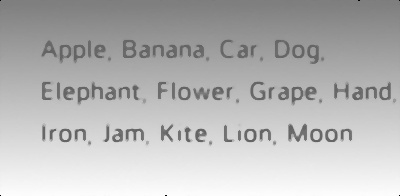 Apple, Banana, Car, Dog,
Elephant, Flower, Grape, Hand,
Iron, Jam, Kite, Lion, Moon